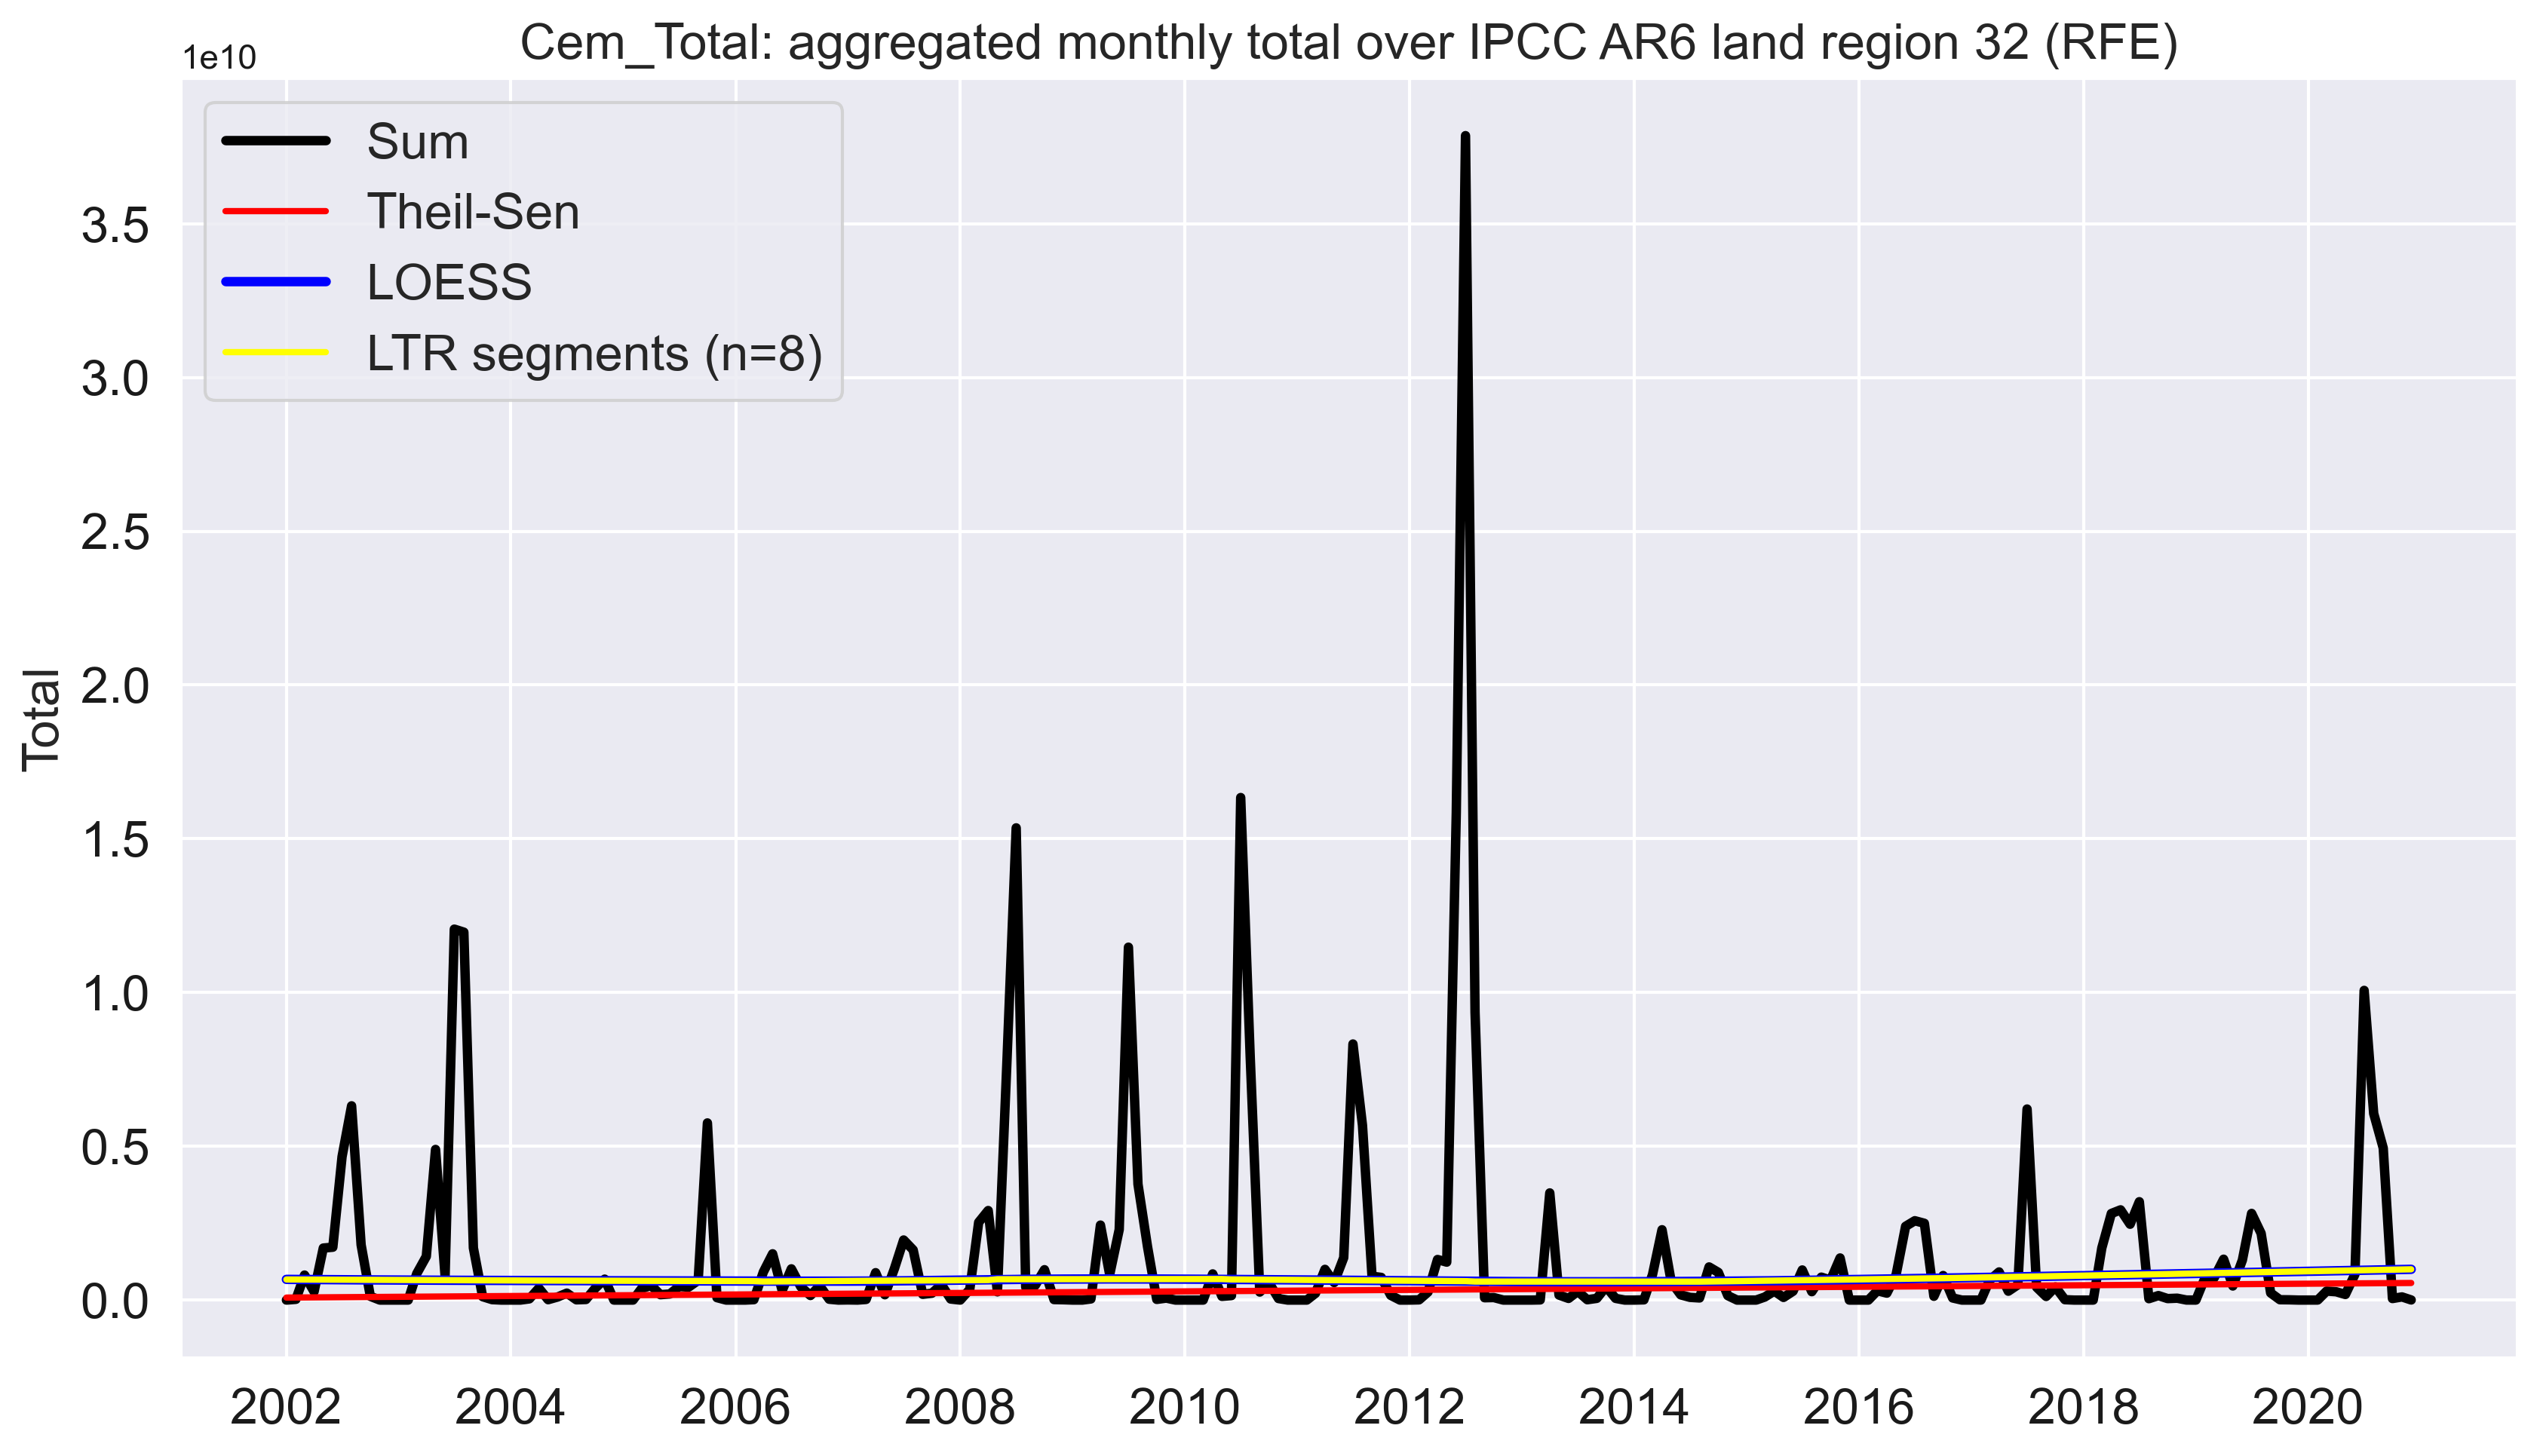 Cem_Total: aggregated monthly total over IPCC AR6 land region 32 (RFE)
1e10
Sum
Theil-Sen
LOESS
LTR segments (n=8)
3.5
3.0
2.5
2.0
1.5
1.0
0.5
0.0
Total
2002 2004 2006 2008 2010 2012 2014 2016 2018 2020